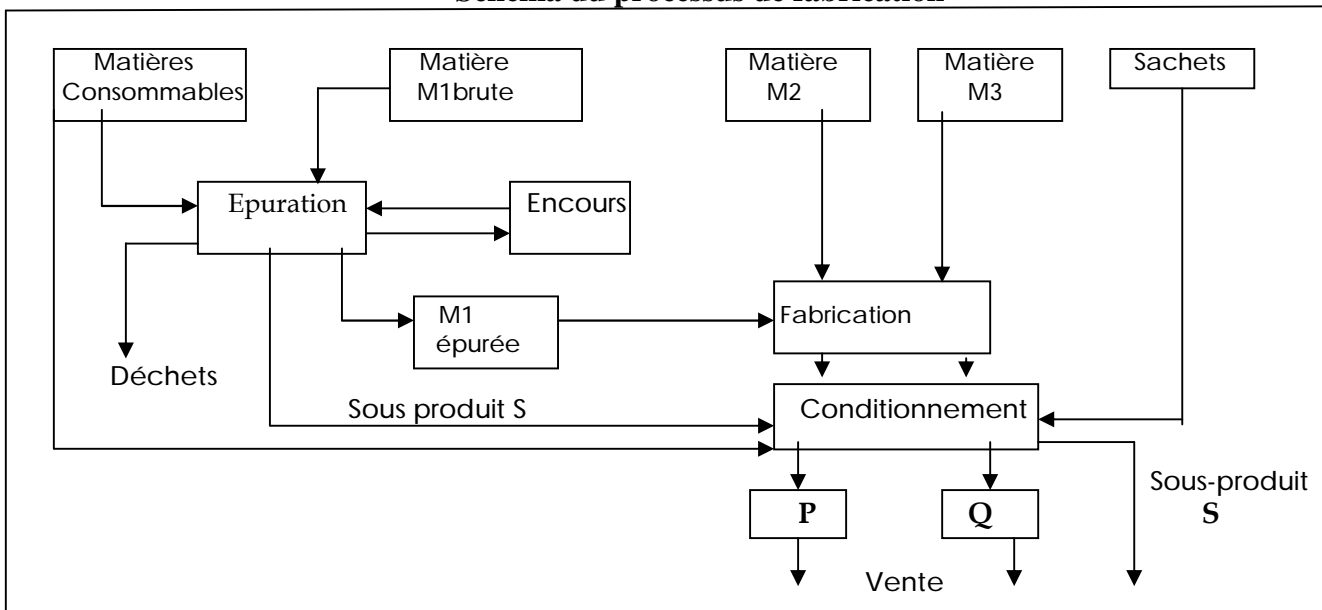 Schéma du processus de fabrication
Matières
Consommables
Matière
M1brute
Matière
M2
Matière
M3
Sachets
Epuration
Encours
M1
épurée
Fabrication
Déchets
Sous produit S
Conditionnement
Sous-produit
S
P
Q
Vente